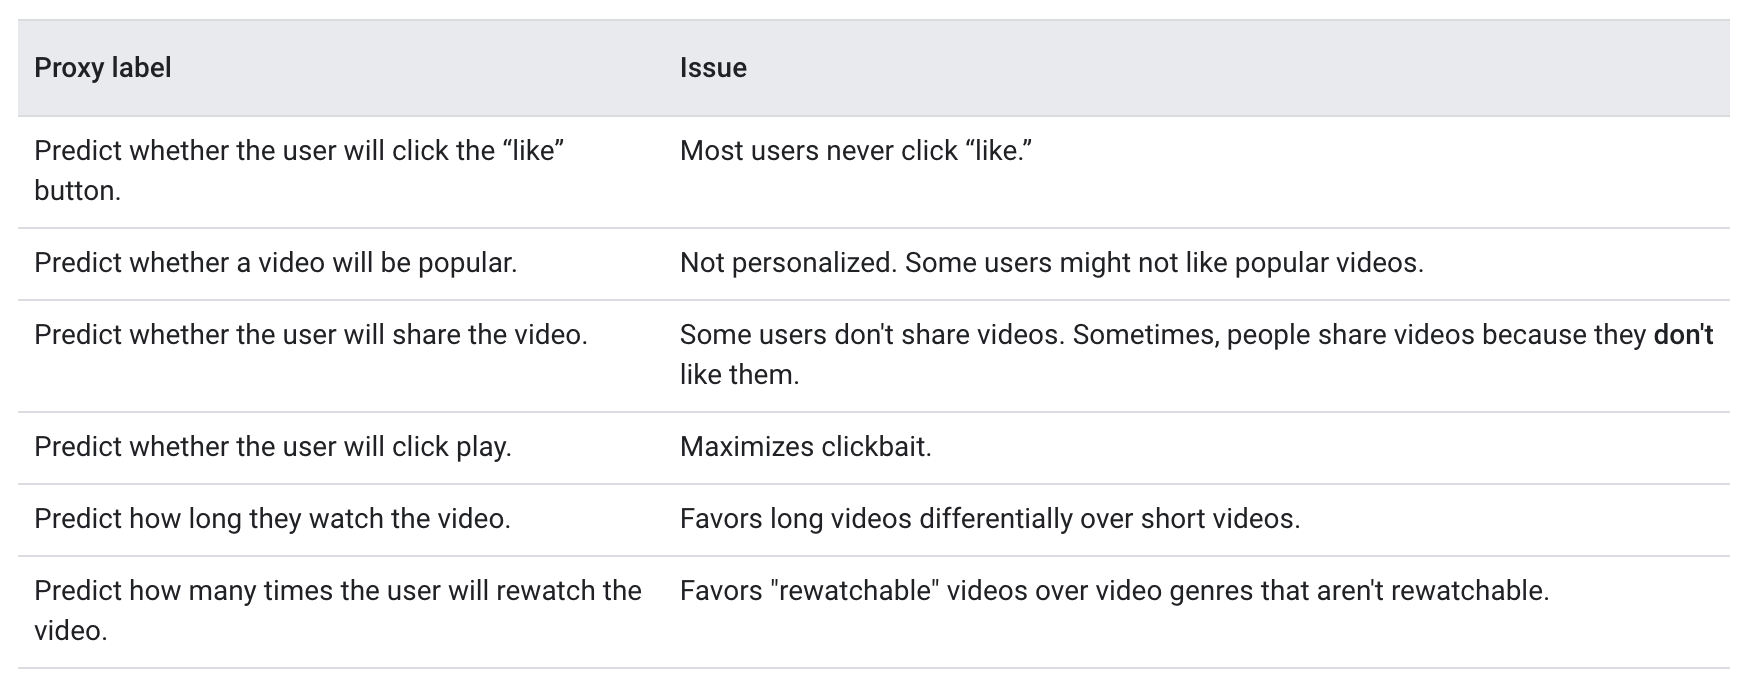 Proxy label
Issue
Predict whether the user will click the “like”
button.
Most users never click “like.”
Predict whether a video will be popular.
Not personalized. Some users might not like popular videos.
Predict whether the user will share the video.
Some users don't share videos. Sometimes, people share videos because they don't
like them.
Predict whether the user will click play.
Maximizes clickbait.
Predict how long they watch the video.
Favors long videos differentially over short videos.
Predict how many times the user will rewatch the
video.
Favors "rewatchable" videos over video genres that aren't rewatchable.